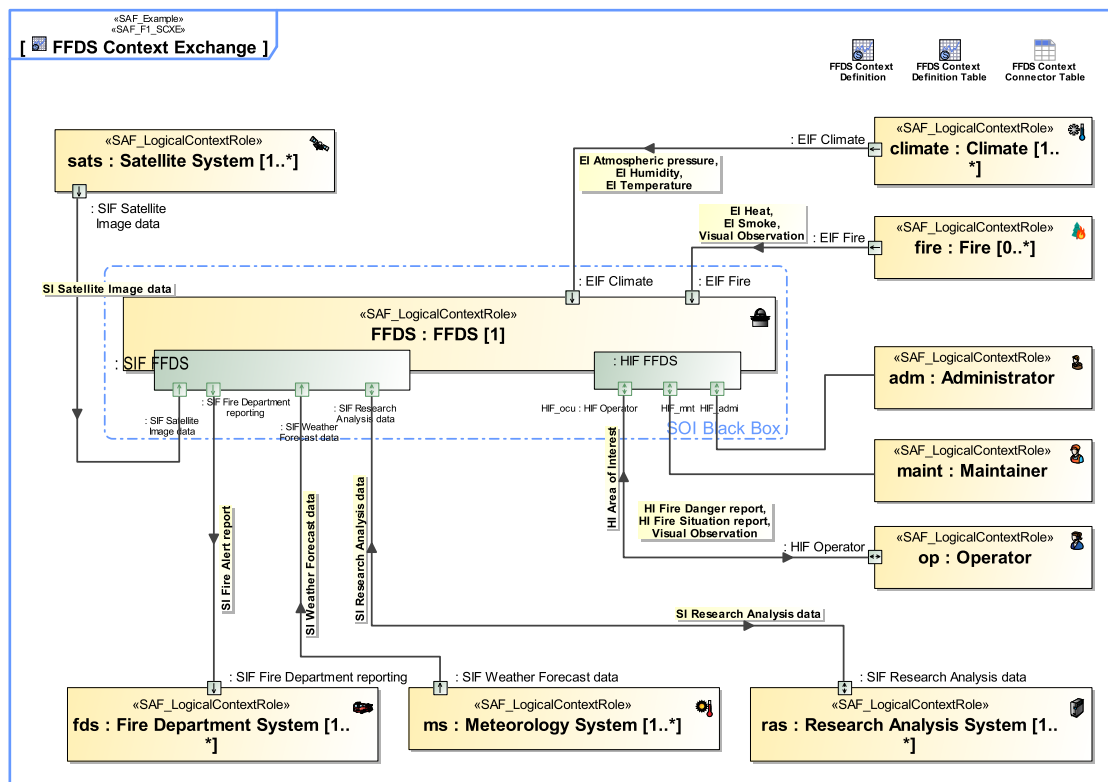 «SAF_Example»
«SAF_F1_SCXE»
[ FFDS Context Exchange ]
FFDS Context
Definition
FFDS Context
Definition Table
FFDS Context
Connector Table
«SAF_LogicalContextRole»
sats : Satellite System [1..*]
: SIF Satellite
Image data
SI Satellite Image data
«SAF_LogicalContextRole»
climate : Climate [1..
*]
: EIF Climate
EI Atmospheric pressure,
EI Humidity,
EI Temperature
«SAF_LogicalContextRole»
fire : Fire [0..*]
: EIF Fire
EI Heat,
EI Smoke,
Visual Observation
: EIF Climate
: EIF Fire
«SAF_LogicalContextRole»
FFDS : FFDS [1]
: SIF FFDS
: HIF FFDS
: SIF Satellite
Image data
: SIF Fire Department
reporting
: SIF Weather
Forecast data
: SIF Research
Analysis data
HIF_ocu : HIF Operator
HIF_mnt
HIF_admi
SOI Black Box
«SAF_LogicalContextRole»
adm : Administrator
«SAF_LogicalContextRole»
maint : Maintainer
«SAF_LogicalContextRole»
op : Operator
: HIF Operator
HI Area of Interest
HI Fire Danger report,
HI Fire Situation report,
Visual Observation
SI Fire Alert report
SI Weather Forecast data
SI Research Analysis data
SI Research Analysis data
: SIF Fire Department reporting
: SIF Weather Forecast data
: SIF Research Analysis data
«SAF_LogicalContextRole»
fds : Fire Department System [1..
*]
«SAF_LogicalContextRole»
ms : Meteorology System [1..*]
«SAF_LogicalContextRole»
ras : Research Analysis System [1..
*]